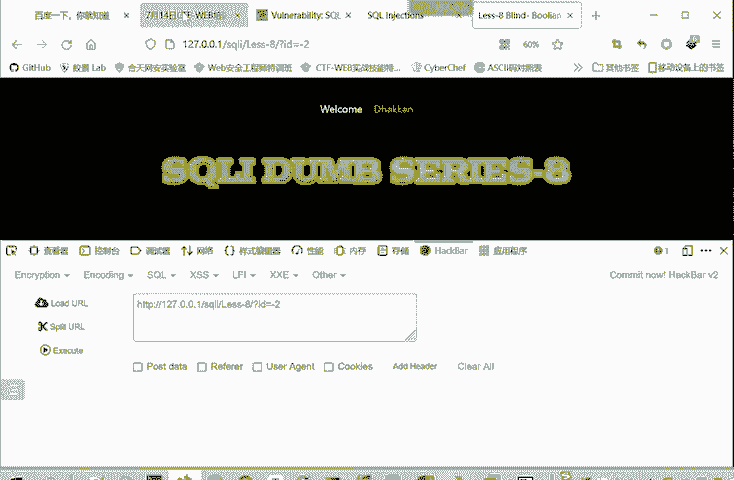 百度一下，你就知道
7月14日CTF-WEB
Vulnerability: SQL
SQL Injections
Less-8 Blind- Boolian
127.0.0.1/sqli/Less-8/?id=-2
60%
GitHub
Lab
合天网安实验室
Web安全工程师特训班
CTF-WEB实战技能特...
CyberChef
ASCII码对照表
其他书签
移动设备上的书签
Welcome Dhakkan
SQLI DUMB SERIES-8
查看器
控制台
调试器
网络
样式编辑器
性能
内存
存储
HackBar
应用程序
1
Encryption
Encoding
SQL
XSS
LFI
XXE
Other
Commit now! HackBar v2
Load URL
http://127.0.0.1/sqli/Less-8/?id=-2
Split URL
Execute
Post data
Referer
User Agent
Cookies
Add Header
Clear All